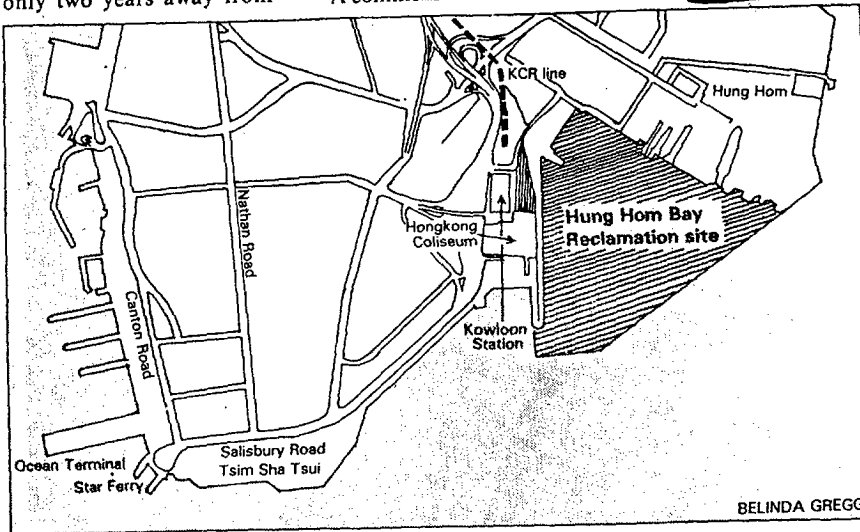 only two years away from
KCR line
Hung Hom
Nathan Road
Hung Hom Bay
Reclamation site
Hongkong
Coliseum
Canton Road
Kowloon
Station
Salisbury Road
Tsim Sha Tsui
Ocean Terminal
Star Ferry
BELINDA GREGG